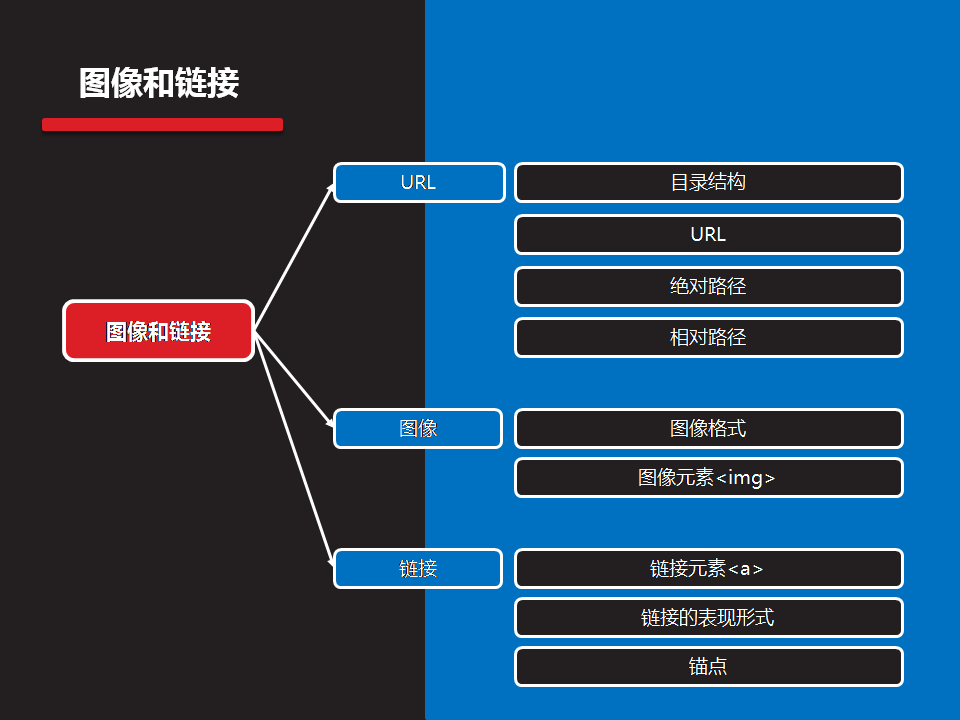 图像和链接
URL
目录结构
URL
绝对路径
相对路径
图像和链接
图像
图像格式
图像元素<img>
链接
链接元素<a>
链接的表现形式
锚点